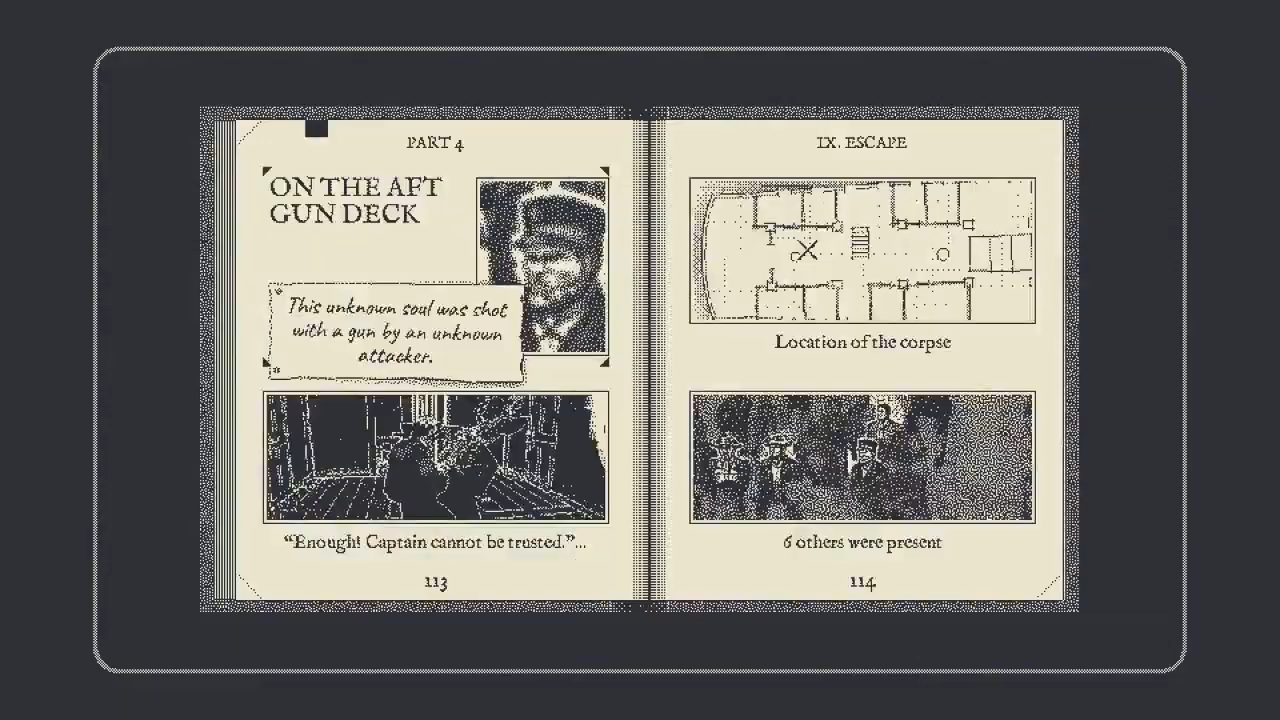 PART 4
ON THE AFT
GUN DECK
This unknown soul was shot
with a gun by an unknown
attacker.
"Enough! Captain cannot be trusted."...
113
IX. ESCAPE
Location of the corpse
6 others were present
114